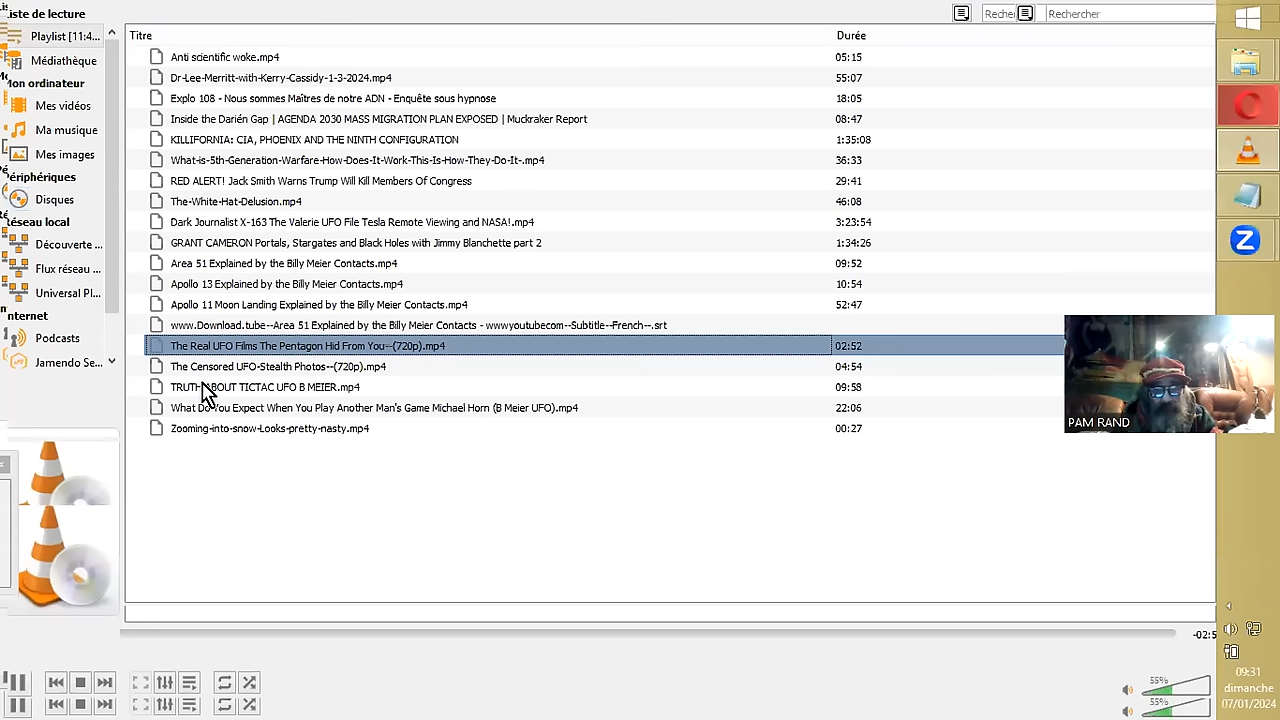 iste de lecture
Playlist [11:4...
Médiathèque
Mon ordinateur
Mes vidéos
Ma musique
Mes images
ériphériques
Disques
éseau local
Découverte ...
Flux réseau ...
Universal Pl...
nternet
Podcasts
Jamendo Se...
Reche
Rechercher
Titre
Durée
Anti scientific woke.mp4
05:15
Dr-Lee-Merritt-with-Kerry-Cassidy-1-3-2024.mp4
55:07
Explo 108 - Nous sommes Maîtres de notre ADN - Enquête sous hypnose
18:05
Inside the Darién Gap | AGENDA 2030 MASS MIGRATION PLAN EXPOSED | Muckraker Report
08:47
KILLIFORNIA: CIA, PHOENIX AND THE NINTH CONFIGURATION
1:35:08
What-is-5th-Generation-Warfare-How-Does-It-Work-This-Is-How-They-Do-It-.mp4
36:33
RED ALERT! Jack Smith Warns Trump Will Kill Members Of Congress
29:41
The-White-Hat-Delusion.mp4
46:08
Dark Journalist X-163 The Valerie UFO File Tesla Remote Viewing and NASA!.mp4
3:23:54
GRANT CAMERON Portals, Stargates and Black Holes with Jimmy Blanchette part 2
1:34:26
Area 51 Explained by the Billy Meier Contacts.mp4
09:52
Apollo 13 Explained by the Billy Meier Contacts.mp4
10:54
Apollo 11 Moon Landing Explained by the Billy Meier Contacts.mp4
52:47
www.Download.tube--Area 51 Explained by the Billy Meier Contacts - wwwyoutubecom--Subtitle--French--.srt
The Real UFO Films The Pentagon Hid From You--(720p).mp4
02:52
The Censored UFO-Stealth Photos--(720p).mp4
04:54
TRUTH ABOUT TICTAC UFO B MEIER.mp4
09:58
What Do You Expect When You Play Another Man's Game Michael Horn (B Meier UFO).mp4
22:06
Zooming-into-snow-Looks-pretty-nasty.mp4
00:27
PAM RAND
-02:5
55%
55%
09:31
dimanche
07/01/2024